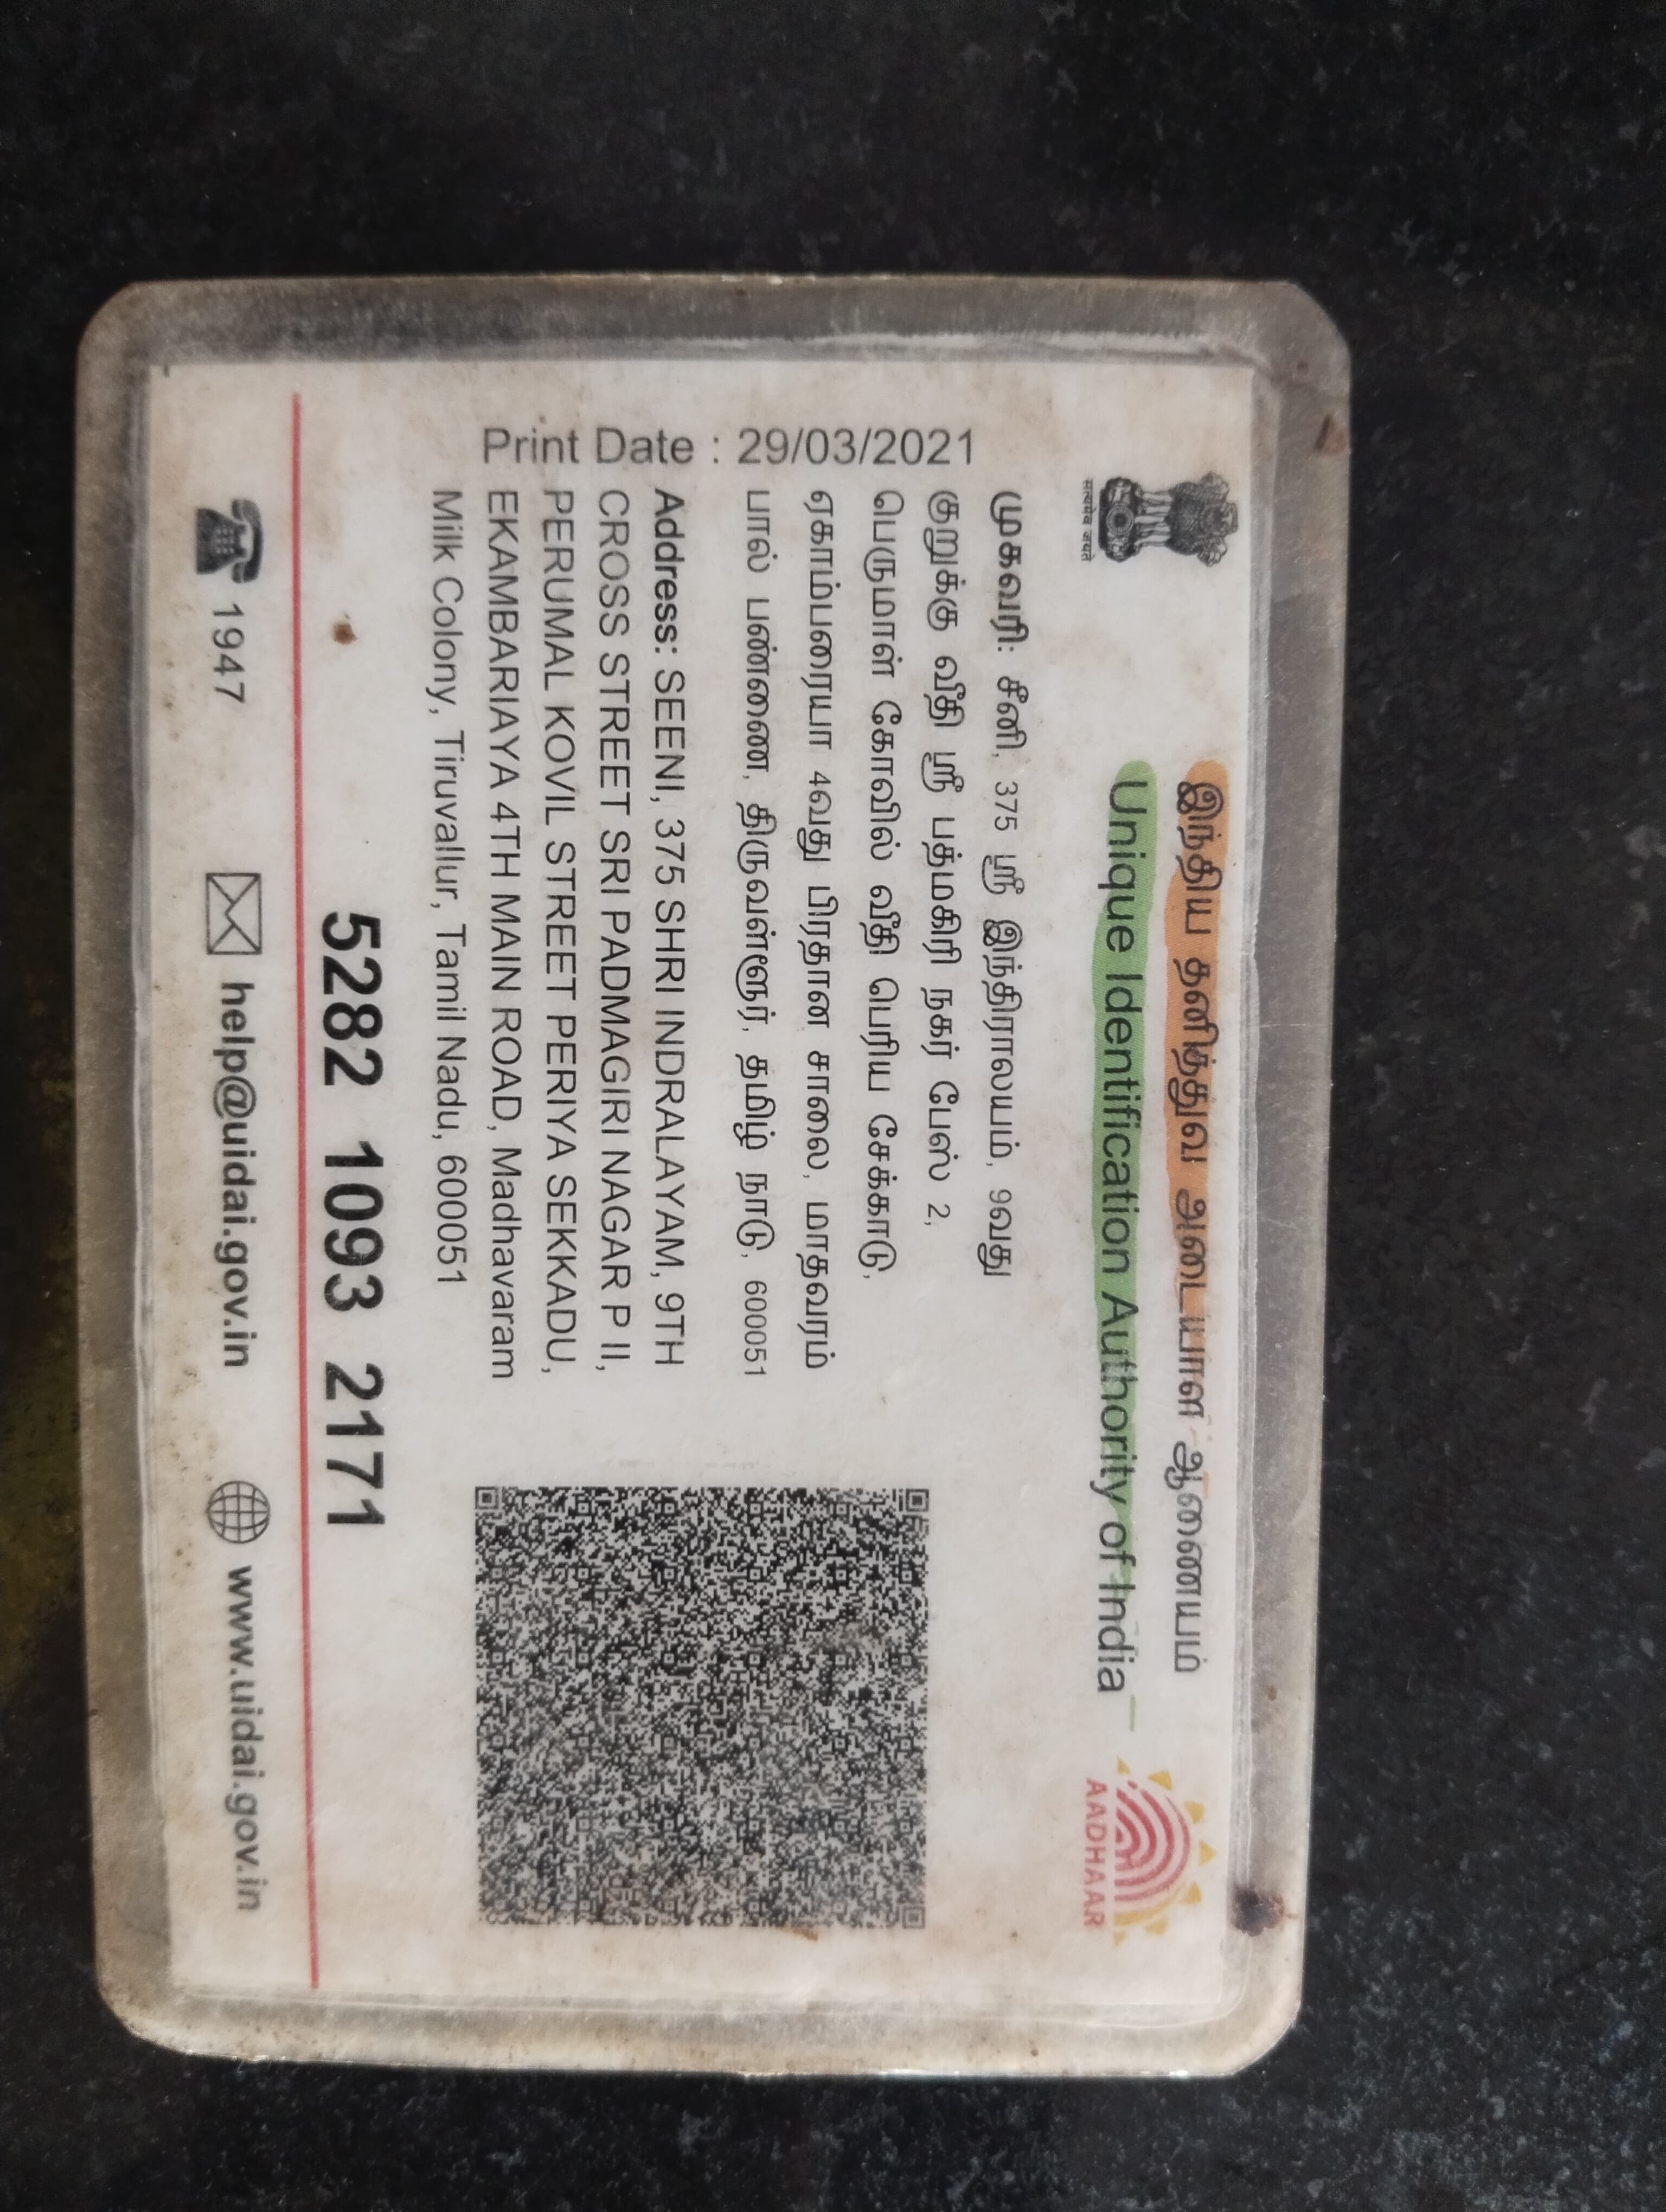 सत्यमेव जयते
இந்திய தனித்துவ அடையாள ஆணையம்
Unique Identification Authority of India
AADHAAR
Print Date : 29/03/2021
முகவரி: சீனி, 375 ஸ்ரீ இந்திராலயம், 9வது
குறுக்கு வீதி ஸ்ரீ பத்மகிரி நகர் பேஸ் 2,
பெருமாள் கோவில் வீதி பெரிய சேக்காடு,
ஏகாம்பரையா 4வது பிரதான சாலை, மாதவரம்
பால் பண்ணை, திருவள்ளூர், தமிழ் நாடு, 600051
Address: SEENI, 375 SHRI INDRALAYAM, 9TH
CROSS STREET SRI PADMAGIRI NAGAR P II,
PERUMAL KOVIL STREET PERIYA SEKKADU,
EKAMBARIAYA 4TH MAIN ROAD, Madhavaram
Milk Colony, Tiruvallur, Tamil Nadu, 600051
5282 1093 2171
1947
help@uidai.gov.in
www.uidai.gov.in